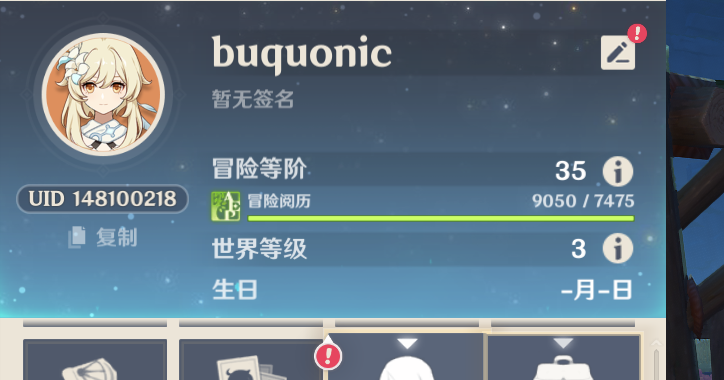 buquonic
暂无签名
冒险等阶 35
UID 148100218
AEP 冒险阅历 9050 / 7475
复制
世界等级 3
生日 -月-日